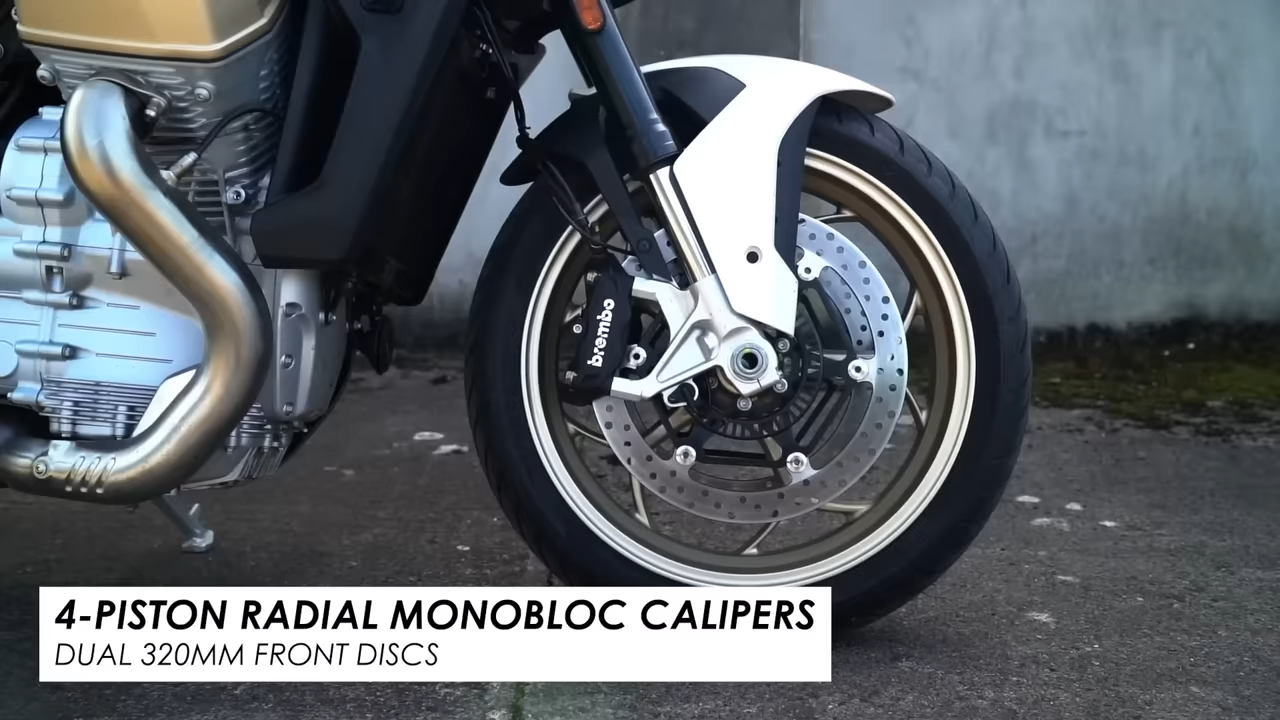 brembo
4-PISTON RADIAL MONOBLOC CALIPERS
DUAL 320MM FRONT DISCS